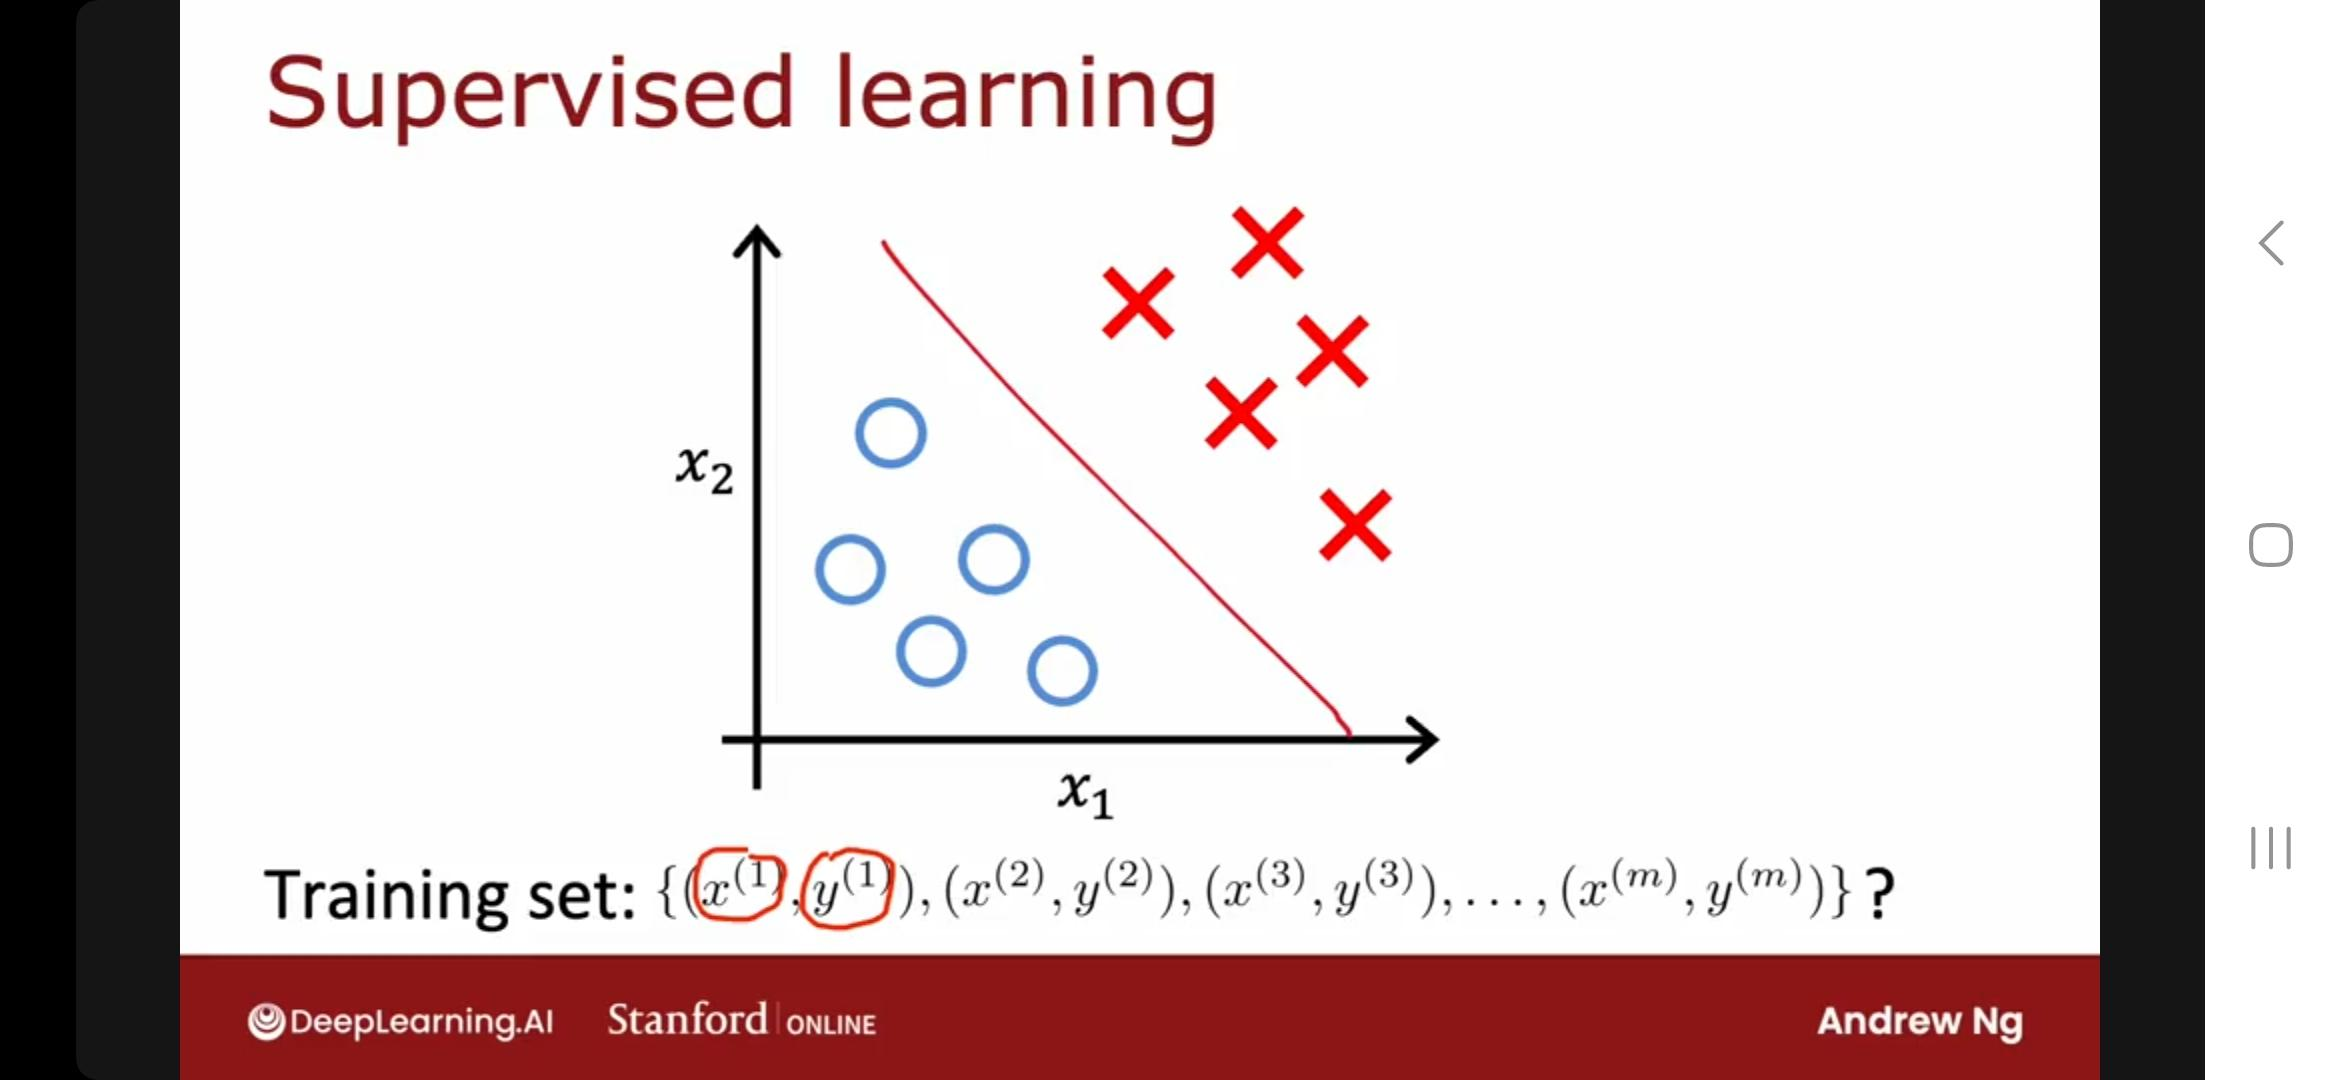 Supervised learning
x₂
x₁
Training set: {(x⁽¹⁾, y⁽¹⁾), (x⁽²⁾, y⁽²⁾), (x⁽³⁾, y⁽³⁾), . . . , (x⁽ᵐ⁾, y⁽ᵐ⁾)} ?
DeepLearning.AI Stanford | ONLINE Andrew Ng